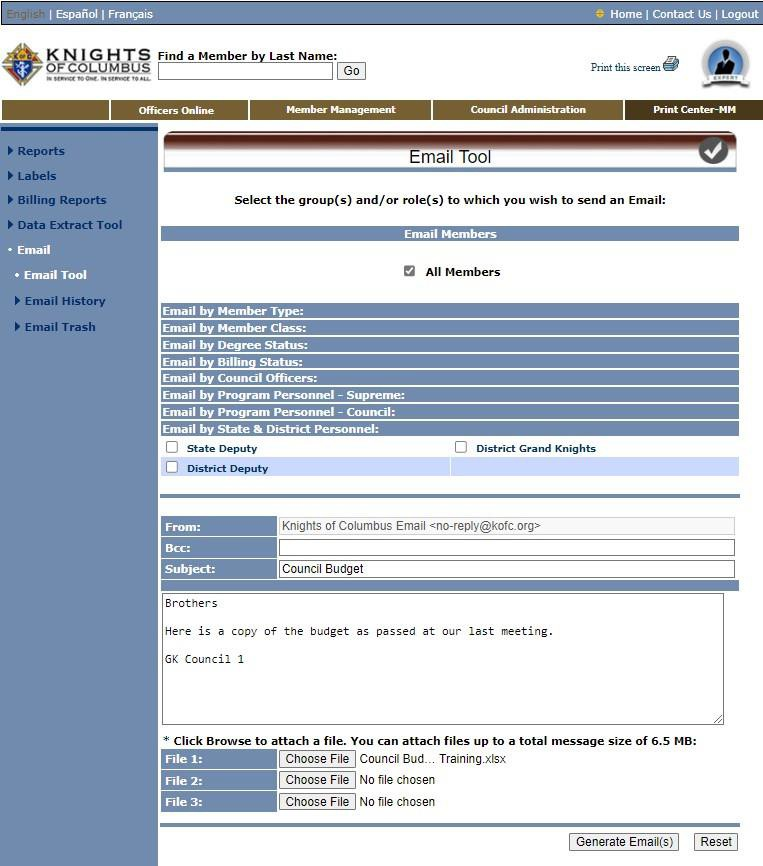 English | Español | Français
Home | Contact Us | Logout
KNIGHTS
OF COLUMBUS
IN SERVICE TO ONE. IN SERVICE TO ALL.
Find a Member by Last Name:
Go
Print this screen
EXPERT
Officers Online
Member Management
Council Administration
Print Center-MM
Reports
Labels
Billing Reports
Data Extract Tool
Email
Email Tool
Email History
Email Trash
Email Tool
Select the group(s) and/or role(s) to which you wish to send an Email:
Email Members
All Members
Email by Member Type:
Email by Member Class:
Email by Degree Status:
Email by Billing Status:
Email by Council Officers:
Email by Program Personnel - Supreme:
Email by Program Personnel - Council:
Email by State & District Personnel:
State Deputy
District Grand Knights
District Deputy
From: Knights of Columbus Email <no-reply@kofc.org>
Bcc:
Subject: Council Budget
Brothers
Here is a copy of the budget as passed at our last meeting.
GK Council 1
* Click Browse to attach a file. You can attach files up to a total message size of 6.5 MB:
File 1: Choose File Council Bud... Training.xlsx
File 2: Choose File No file chosen
File 3: Choose File No file chosen
Generate Email(s) Reset